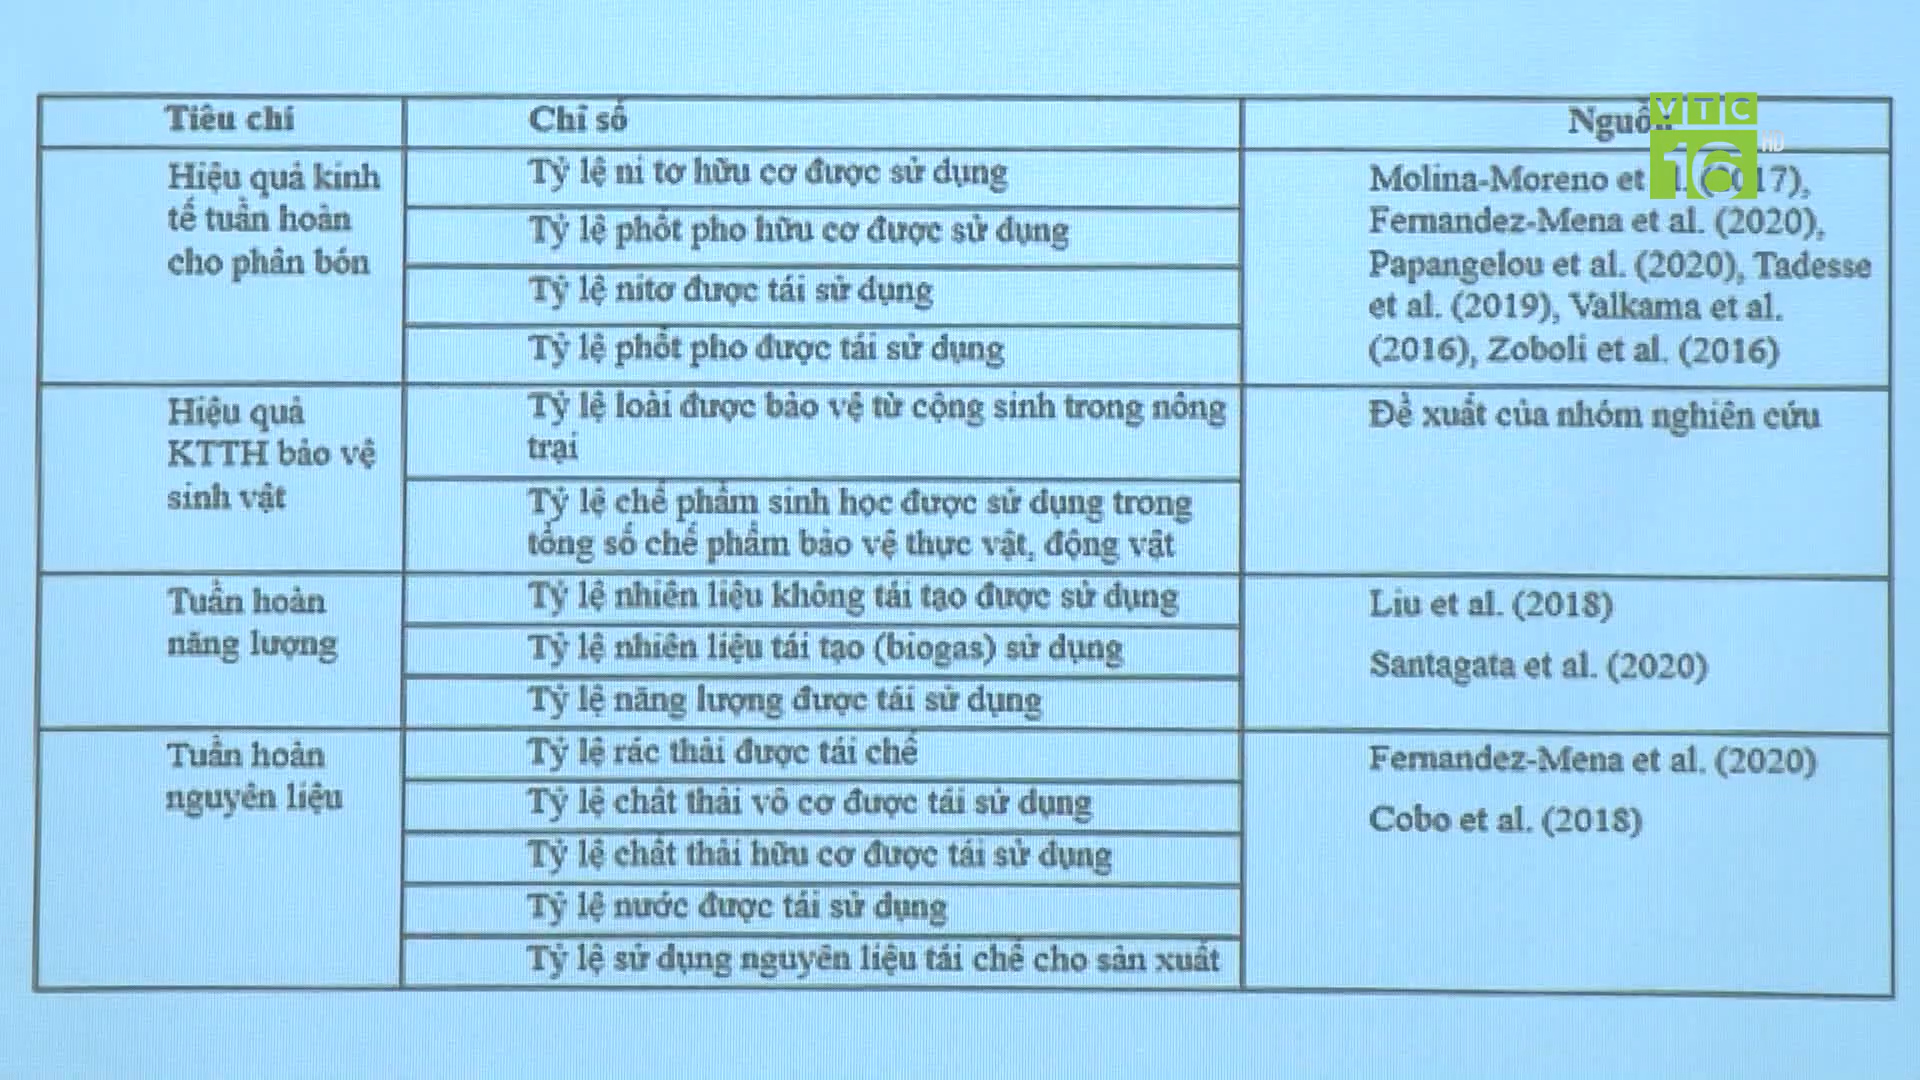 Tiêu chí
Chỉ số
Nguồn
VTC
16
HD
Hiệu quả kinh
tế tuần hoàn
cho phân bón
Tỷ lệ ni tơ hữu cơ được sử dụng
Tỷ lệ phốt pho hữu cơ được sử dụng
Tỷ lệ nitơ được tái sử dụng
Tỷ lệ phốt pho được tái sử dụng
Molina-Moreno et al. (2017),
Fernandez-Mena et al. (2020),
Papangelou et al. (2020), Tadesse
et al. (2019), Valkama et al.
(2016), Zoboli et al. (2016)
Hiệu quả
KTTH bảo vệ
sinh vật
Tỷ lệ loài được bảo vệ từ cộng sinh trong nông
trại
Tỷ lệ chế phẩm sinh học được sử dụng trong
tổng số chế phẩm bảo vệ thực vật, động vật
Đề xuất của nhóm nghiên cứu
Tuần hoàn
năng lượng
Tỷ lệ nhiên liệu không tái tạo được sử dụng
Tỷ lệ nhiên liệu tái tạo (biogas) sử dụng
Tỷ lệ năng lượng được tái sử dụng
Liu et al. (2018)
Santagata et al. (2020)
Tuần hoàn
nguyên liệu
Tỷ lệ rác thải được tái chế
Tỷ lệ chất thải vô cơ được tái sử dụng
Tỷ lệ chất thải hữu cơ được tái sử dụng
Tỷ lệ nước được tái sử dụng
Tỷ lệ sử dụng nguyên liệu tái chế cho sản xuất
Fernandez-Mena et al. (2020)
Cobo et al. (2018)